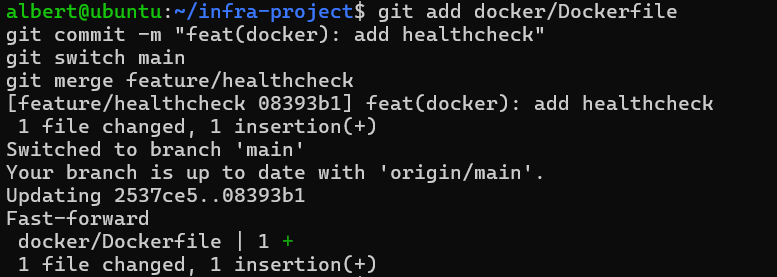 albert@ubuntu:~/infra-project$ git add docker/Dockerfile
git commit -m "feat(docker): add healthcheck"
git switch main
git merge feature/healthcheck
[feature/healthcheck 08393b1] feat(docker): add healthcheck
 1 file changed, 1 insertion(+)
Switched to branch 'main'
Your branch is up to date with 'origin/main'.
Updating 2537ce5..08393b1
Fast-forward
 docker/Dockerfile | 1 +
 1 file changed, 1 insertion(+)